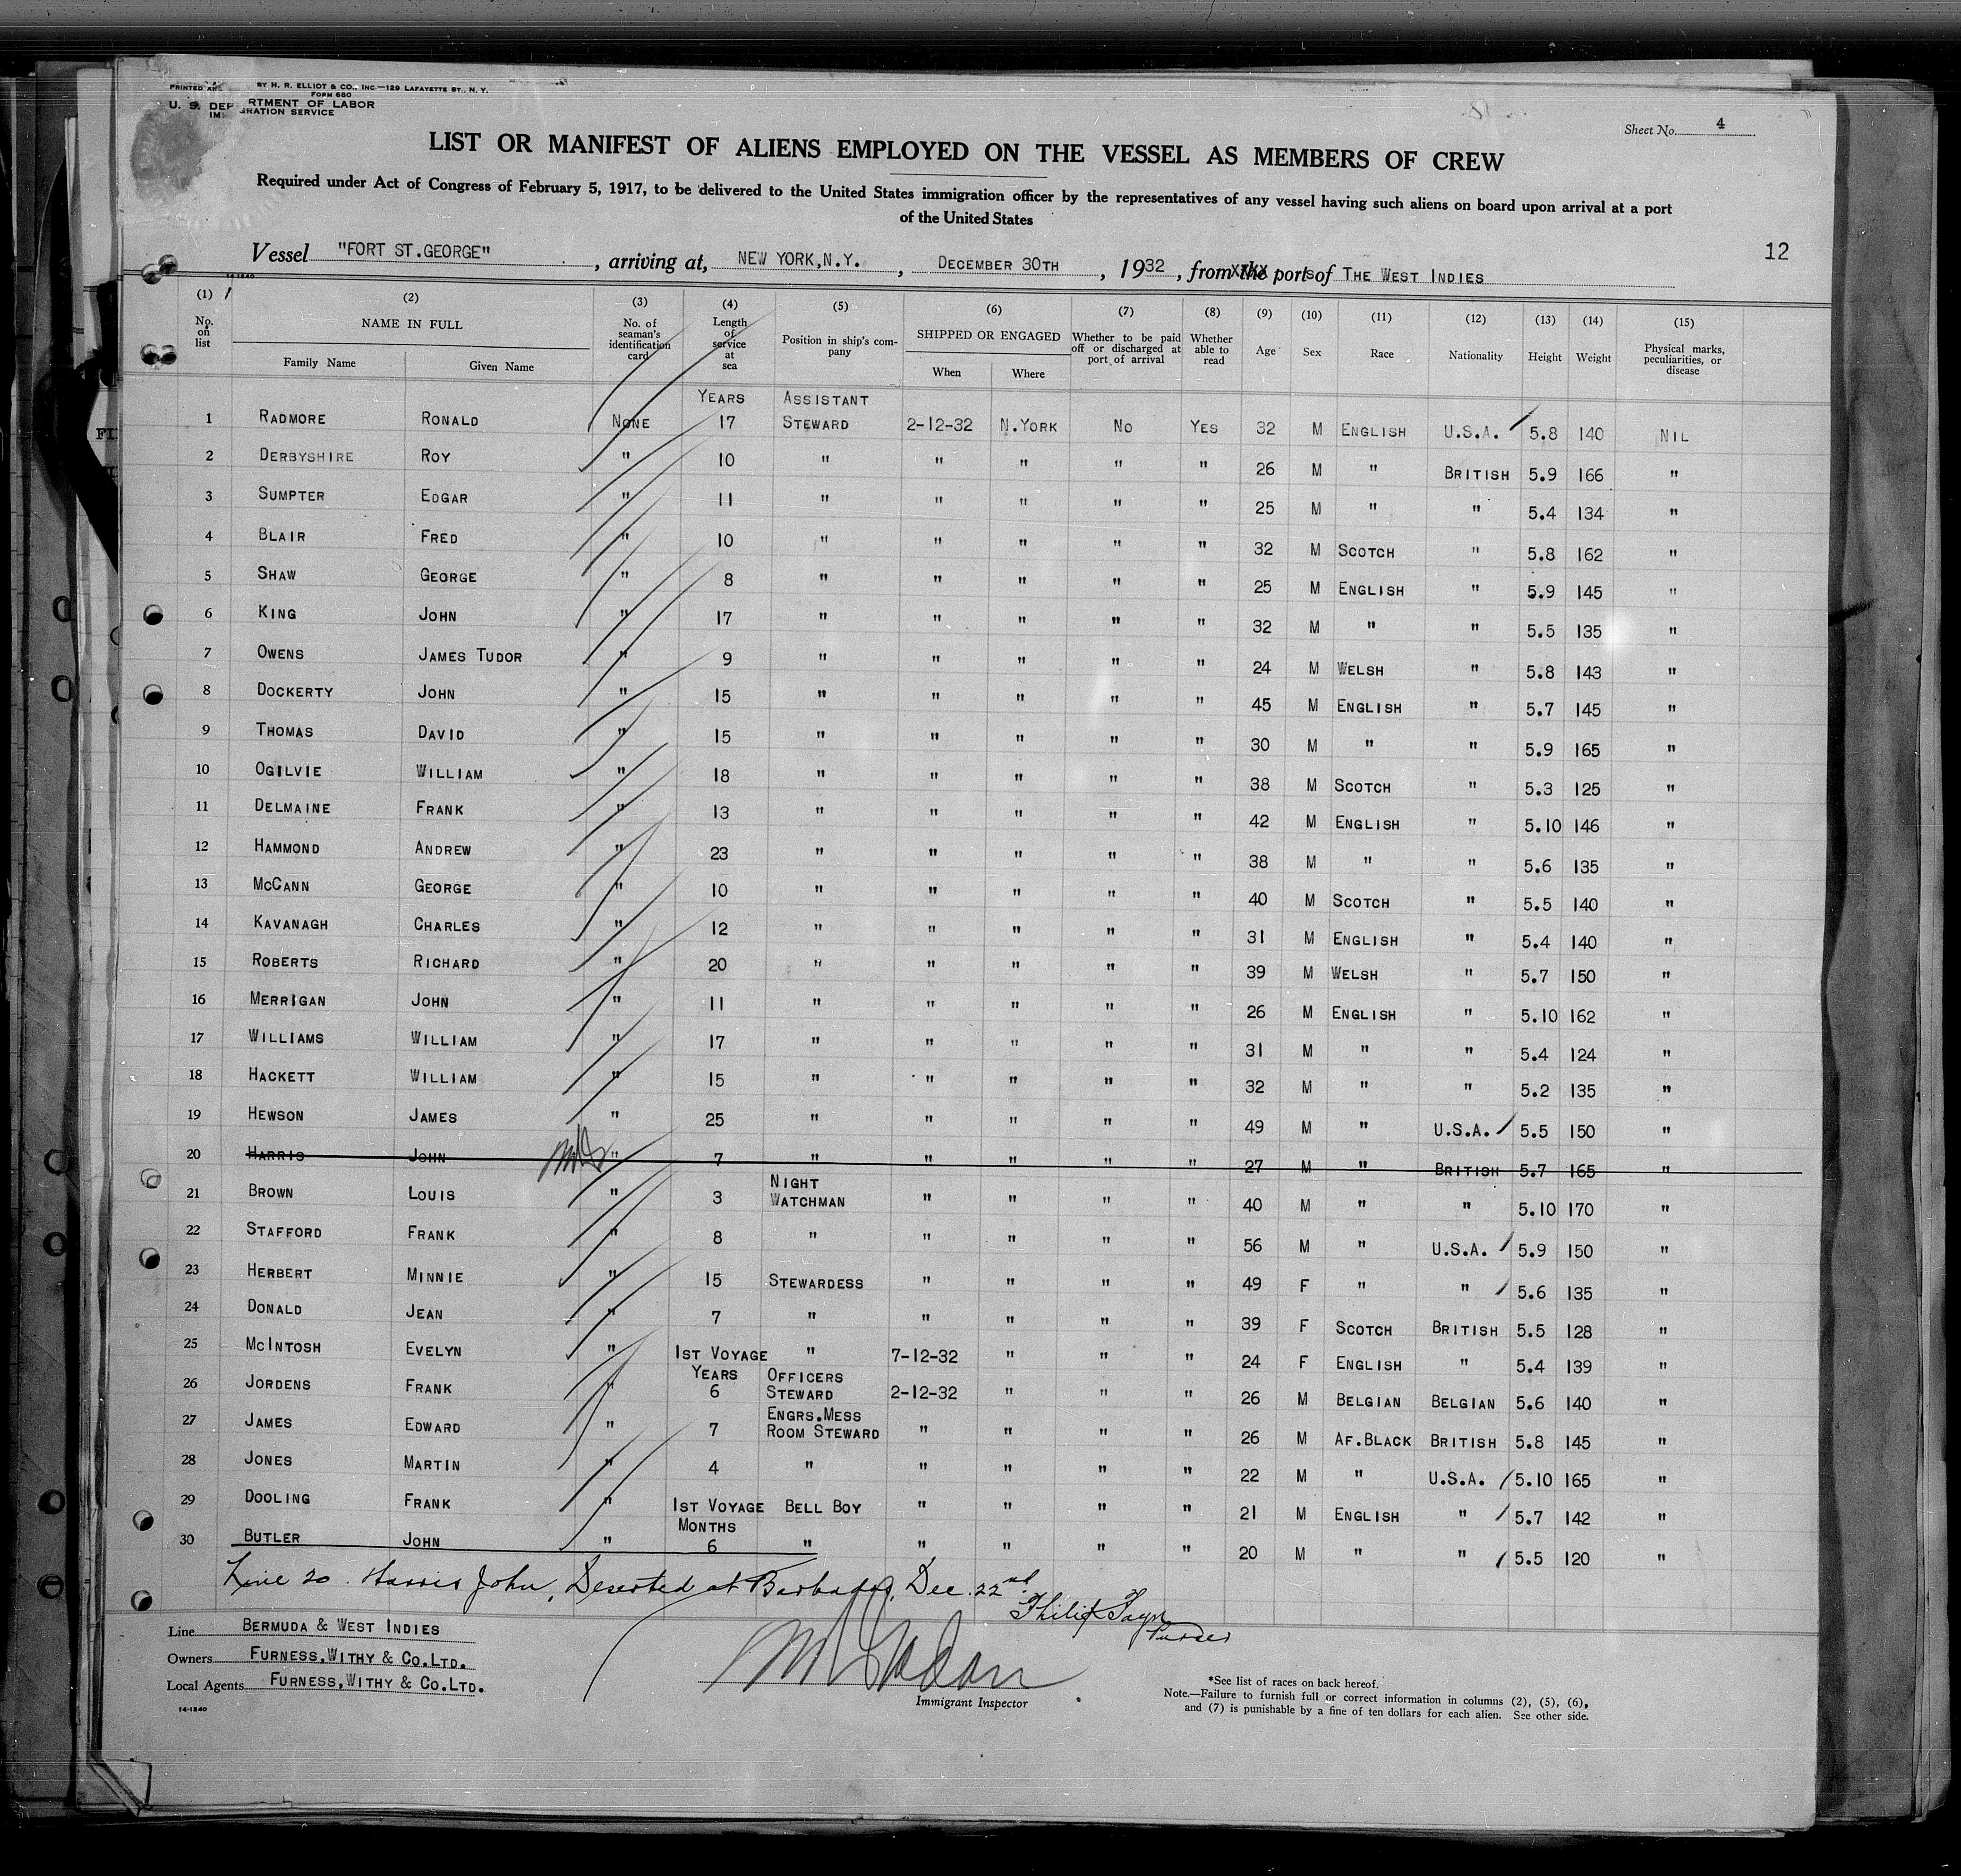 PRINTED AND BY H. R. ELLIOT & CO., INC.—129 LAFAYETTE ST., N. Y.
FORM 680
U. S. DEPARTMENT OF LABOR
IMMIGRATION SERVICE
Sheet No. 4
LIST OR MANIFEST OF ALIENS EMPLOYED ON THE VESSEL AS MEMBERS OF CREW
Required under Act of Congress of February 5, 1917, to be delivered to the United States immigration officer by the representatives of any vessel having such aliens on board upon arrival at a port
of the United States
12
Vessel "FORT ST.GEORGE", arriving at, NEW YORK,N.Y., DECEMBER 30TH, 1932, from the ports of THE WEST INDIES
14-1240
(1) (2) (3) (4) (5) (6) (7) (8) (9) (10) (11) (12) (13) (14) (15)
No. on list NAME IN FULL Family Name Given Name No. of seaman's identification card Length of service at sea Position in ship's company SHIPPED OR ENGAGED When Where Whether to be paid off or discharged at port of arrival Whether able to read Age Sex Race Nationality Height Weight Physical marks, peculiarities, or disease
YEARS ASSISTANT
1 RADMORE RONALD NONE 17 STEWARD 2-12-32 N.YORK NO YES 32 M ENGLISH U.S.A. 5.8 140 NIL
2 DERBYSHIRE ROY " 10 " " " " " 26 M " BRITISH 5.9 166 "
3 SUMPTER EDGAR " 11 " " " " " 25 M " " 5.4 134 "
4 BLAIR FRED " 10 " " " " " 32 M SCOTCH " 5.8 162 "
5 SHAW GEORGE " 8 " " " " " 25 M ENGLISH " 5.9 145 "
6 KING JOHN " 17 " " " " " 32 M " " 5.5 135 "
7 OWENS JAMES TUDOR " 9 " " " " " 24 M WELSH " 5.8 143 "
8 DOCKERTY JOHN " 15 " " " " " 45 M ENGLISH " 5.7 145 "
9 THOMAS DAVID " 15 " " " " " 30 M " " 5.9 165 "
10 OGILVIE WILLIAM " 18 " " " " " 38 M SCOTCH " 5.3 125 "
11 DELMAINE FRANK " 13 " " " " " 42 M ENGLISH " 5.10 146 "
12 HAMMOND ANDREW " 23 " " " " " 38 M " " 5.6 135 "
13 MCCANN GEORGE " 10 " " " " " 40 M SCOTCH " 5.5 140 "
14 KAVANAGH CHARLES " 12 " " " " " 31 M ENGLISH " 5.4 140 "
15 ROBERTS RICHARD " 20 " " " " " 39 M WELSH " 5.7 150 "
16 MERRIGAN JOHN " 11 " " " " " 26 M ENGLISH " 5.10 162 "
17 WILLIAMS WILLIAM " 17 " " " " " 31 M " " 5.4 124 "
18 HACKETT WILLIAM " 15 " " " " " 32 M " " 5.2 135 "
19 HEWSON JAMES " 25 " " " " " 49 M " U.S.A. 5.5 150 "
20 HARRIS JOHN " 7 " " " " " 27 M " BRITISH 5.7 165 "
NIGHT
21 BROWN LOUIS " 3 WATCHMAN " " " " 40 M " " 5.10 170 "
22 STAFFORD FRANK " 8 " " " " " 56 M " U.S.A. 5.9 150 "
23 HERBERT MINNIE " 15 STEWARDESS " " " " 49 F " " 5.6 135 "
24 DONALD JEAN " 7 " " " " " 39 F SCOTCH BRITISH 5.5 128 "
25 MCINTOSH EVELYN " 1ST VOYAGE " 7-12-32 " " " 24 F ENGLISH " 5.4 139 "
YEARS OFFICERS
26 JORDENS FRANK " 6 STEWARD 2-12-32 " " " 26 M BELGIAN BELGIAN 5.6 140 "
ENGRS.MESS
27 JAMES EDWARD " 7 ROOM STEWARD " " " " 26 M AF.BLACK BRITISH 5.8 145 "
28 JONES MARTIN " 4 " " " " " 22 M " U.S.A. 5.10 165 "
29 DOOLING FRANK " 1ST VOYAGE BELL BOY " " " " 21 M ENGLISH " 5.7 142 "
MONTHS
30 BUTLER JOHN " 6 " " " " " 20 M " " 5.5 120 "
Line 20. Harris John, Deserted at Barbados, Dec. 22nd
Philip
Purser
Line BERMUDA & WEST INDIES
Owners FURNESS,WITHY & CO.LTD.
Local Agents FURNESS,WITHY & CO.LTD.
14-1240
Immigrant Inspector
*See list of races on back hereof.
Note.—Failure to furnish full or correct information in columns (2), (5), (6),
and (7) is punishable by a fine of ten dollars for each alien. See other side.